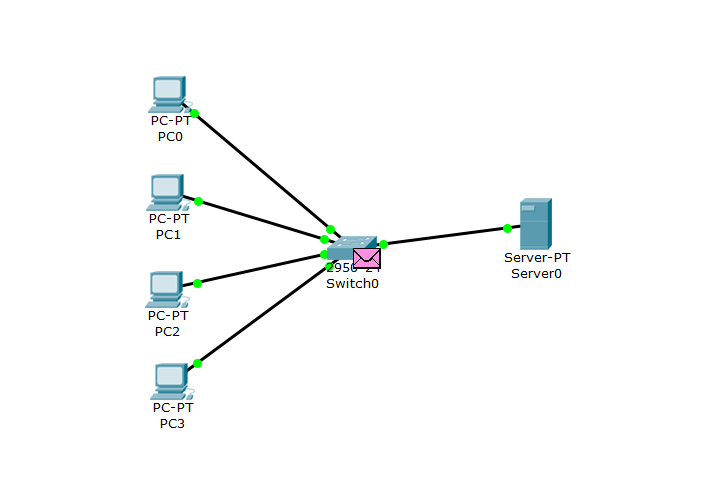 PC-PT
PC0
PC-PT
PC1
Server-PT
Server0
Switch0
PC-PT
PC2
PC-PT
PC3